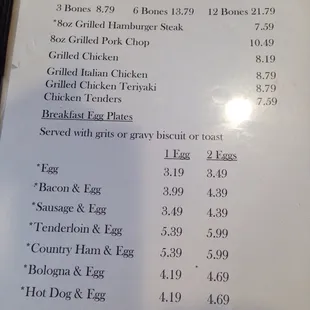 3 Bones 8.79 6 Bones 13.79 12 Bones 21.79
*8oz Grilled Hamburger Steak 7.59
8oz Grilled Pork Chop 10.49
Grilled Chicken 8.19
Grilled Italian Chicken 8.79
Grilled Chicken Teriyaki 8.79
Chicken Tenders 7.59
Breakfast Egg Plates
Served with grits or gravy biscuit or toast
1 Egg 2 Eggs
*Egg 3.19 3.49
*Bacon & Egg 3.99 4.39
*Sausage & Egg 3.49 4.39
*Tenderloin & Egg 5.39 5.99
*Country Ham & Egg 5.39 5.99
*Bologna & Egg 4.19 4.69
*Hot Dog & Egg 4.19 4.69